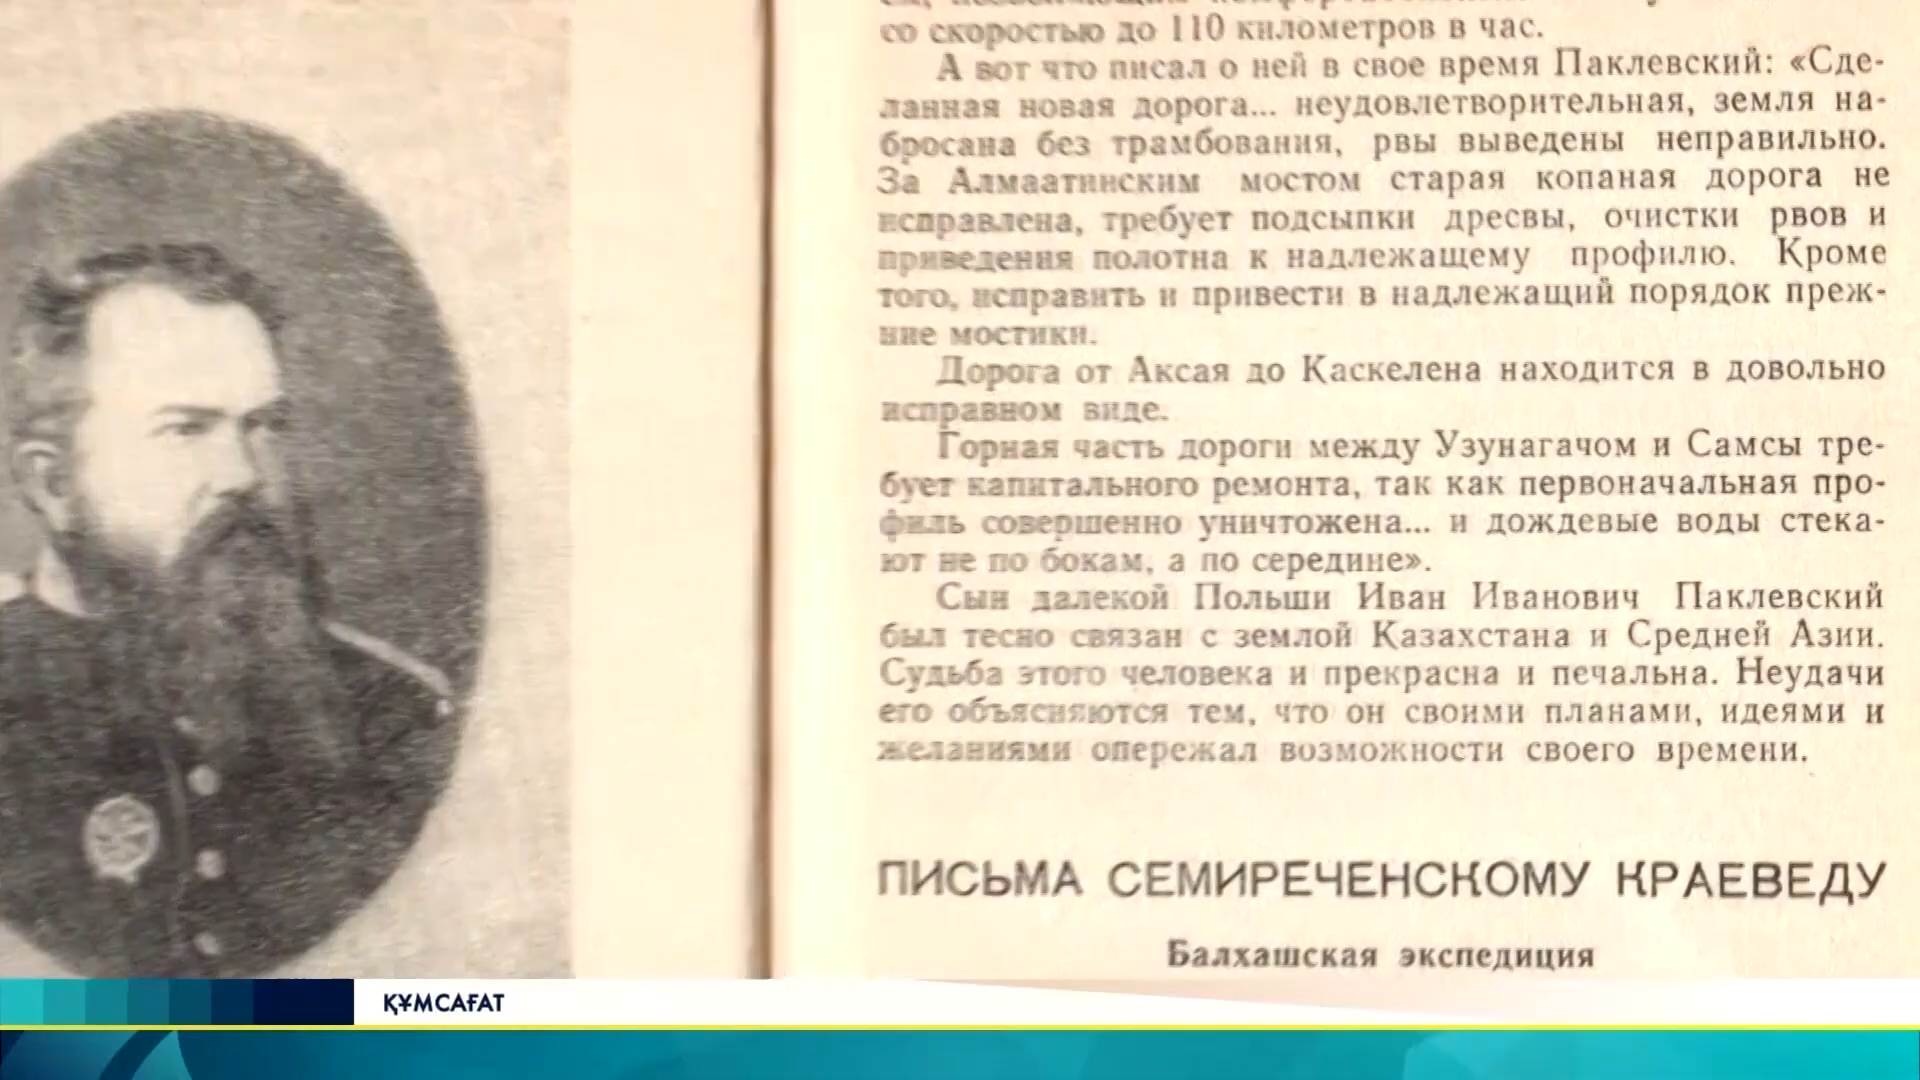 со скоростью до 110 километров в час.
А вот что писал о ней в свое время Паклевский: «Сде-
ланная новая дорога... неудовлетворительная, земля на-
бросана без трамбования, рвы выведены неправильно.
За Алмаатинским мостом старая копаная дорога не
исправлена, требует подсыпки дресвы, очистки рвов и
приведения полотна к надлежащему профилю. Кроме
того, исправить и привести в надлежащий порядок преж-
ние мостики.
Дорога от Аксая до Каскелена находится в довольно
исправном виде.
Горная часть дороги между Узунагачом и Самсы тре-
бует капитального ремонта, так как первоначальная про-
филь совершенно уничтожена... и дождевые воды стека-
ют не по бокам, а по середине».
Сын далекой Польши Иван Иванович Паклевский
был тесно связан с землой Казахстана и Средней Азии.
Судьба этого человека и прекрасна и печальна. Неудачи
его объясняются тем, что он своими планами, идеями и
желаниями опережал возможности своего времени.
ПИСЬМА СЕМИРЕЧЕНСКОМУ КРАЕВЕДУ
Балхашская экспедиция
ҚҰМСАҒАТ